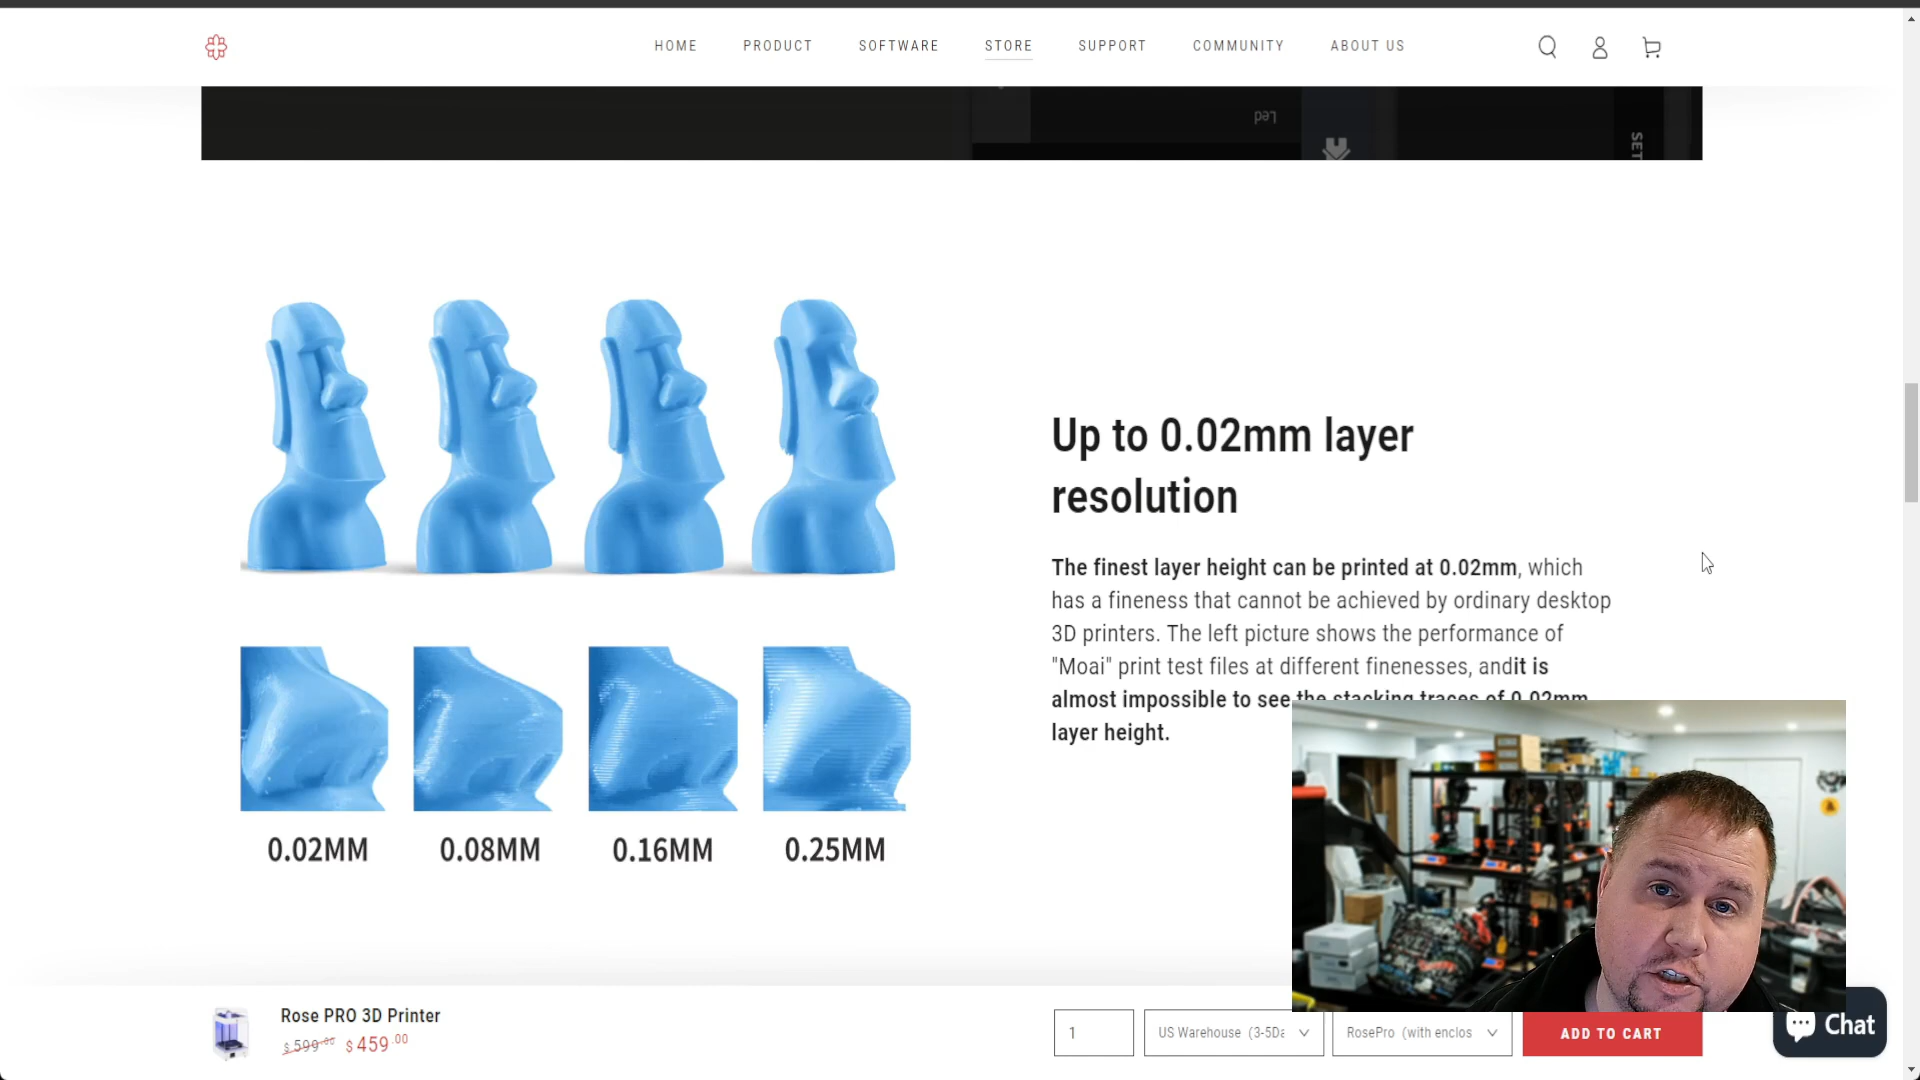 HOME PRODUCT SOFTWARE STORE SUPPORT COMMUNITY ABOUT US
Led
SET
Up to 0.02mm layer
resolution
The finest layer height can be printed at 0.02mm, which
has a fineness that cannot be achieved by ordinary desktop
3D printers. The left picture shows the performance of
"Moai" print test files at different finenesses, andit is
almost impossible to see the stacking traces of 0.02mm
layer height.
0.02MM 0.08MM 0.16MM 0.25MM
Rose PRO 3D Printer
$599.00 $459.00
1
US Warehouse (3-5Da
RosePro (with enclos
ADD TO CART
Chat